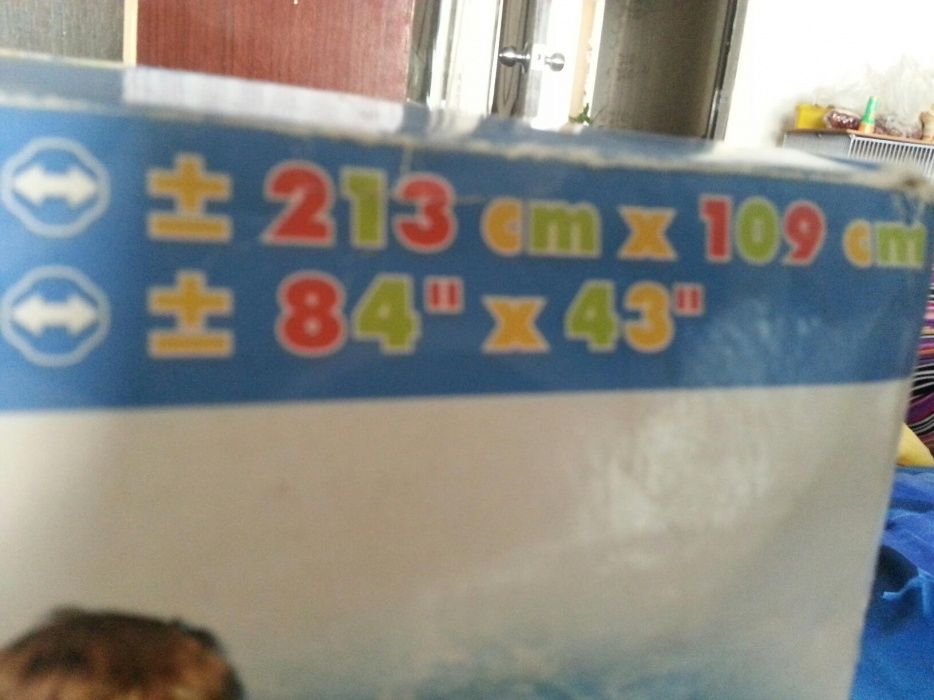 ± 213 cm x 109 cm
± 84" x 43"